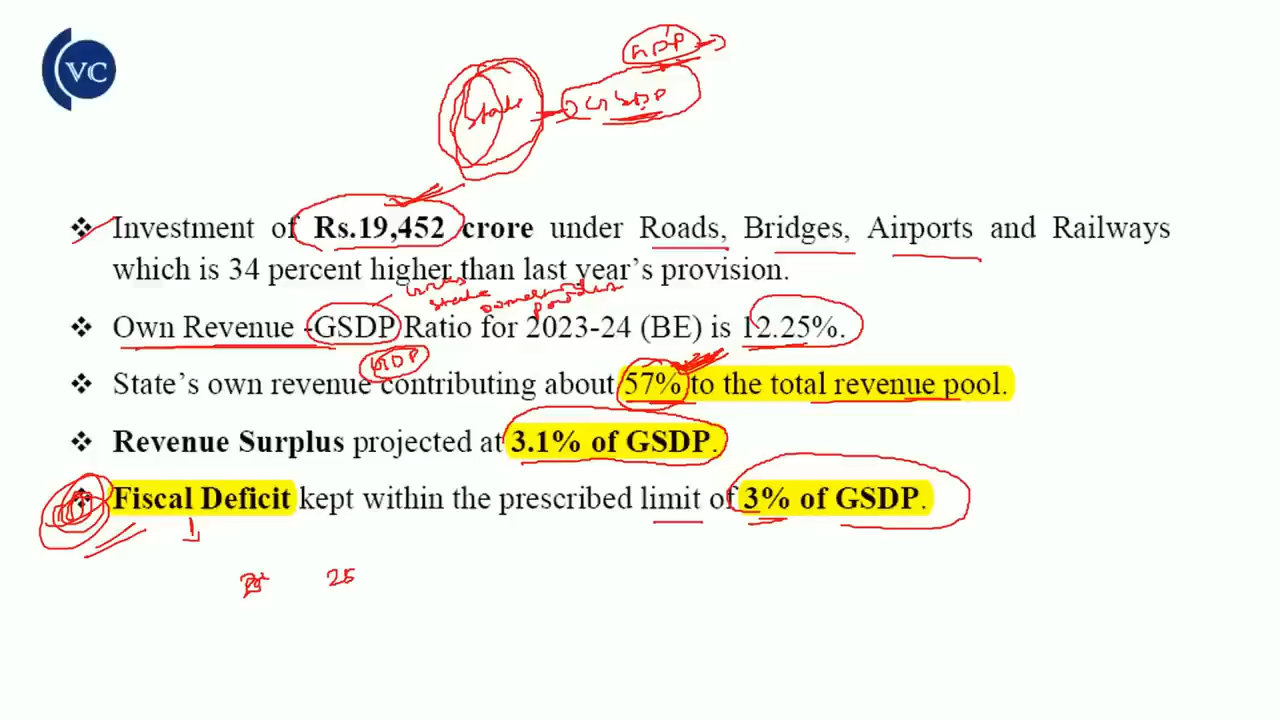 VC
GDP
State
GSDP
❖ Investment of Rs.19,452 crore under Roads, Bridges, Airports and Railways
which is 34 percent higher than last year's provision.
Gross
State
Domestic
❖ Own Revenue -GSDP Ratio for 2023-24 (BE) is 12.25%.
GDP
❖ State's own revenue contributing about 57% to the total revenue pool.
❖ Revenue Surplus projected at 3.1% of GSDP.
❖ Fiscal Deficit kept within the prescribed limit of 3% of GSDP.
25